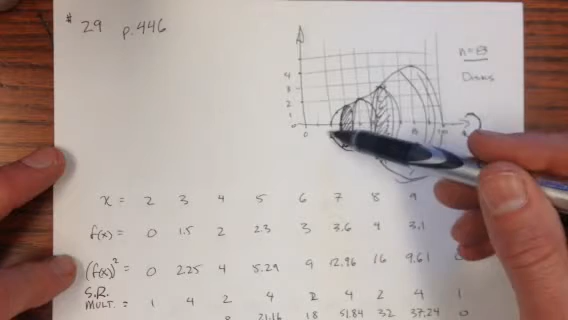 # 29 p.446
n=8
4
3
2
1
0
x = 2 3 4 5 6 7 8 9
f(x) = 0 1.5 2 2.3 3 3.6 4 3.1
(f(x))² = 0 2.25 4 5.29 9 12.96 16 9.61
S.R.
MULT. = 1 4 2 4 2 4 2 4 1
8 21.16 18 51.84 32 37.24 0